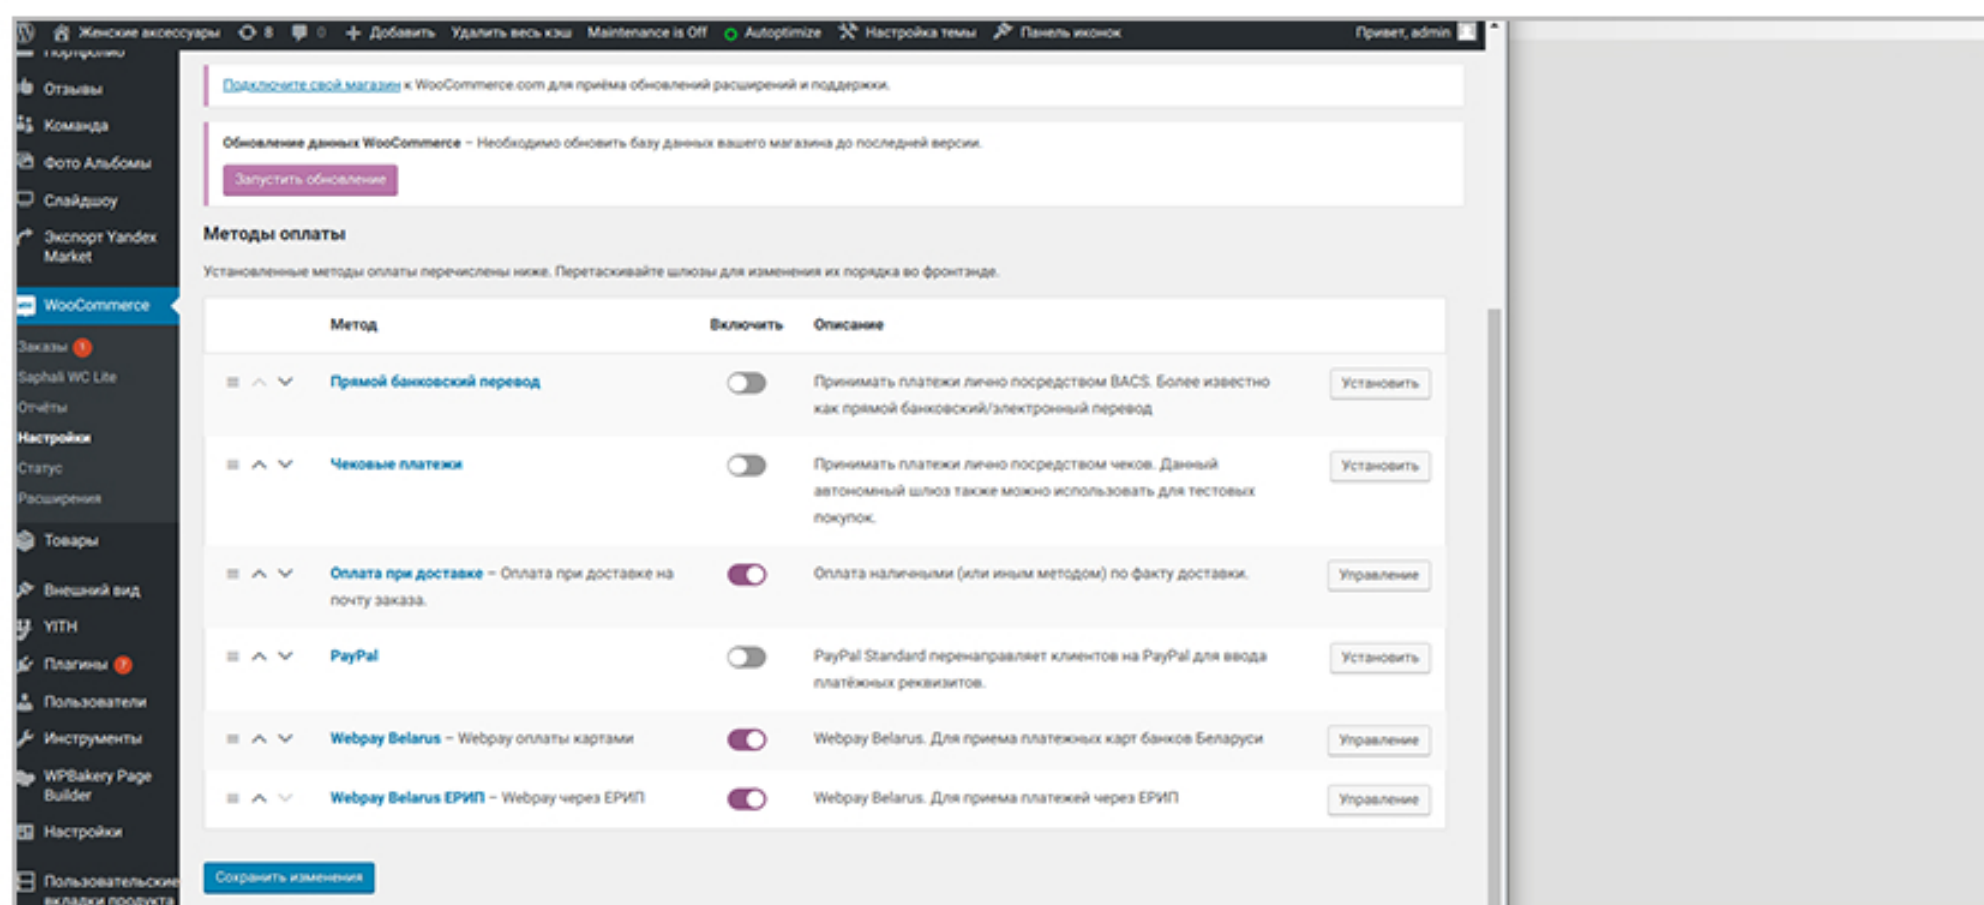 Женские аксессуары 8 0 Добавить Удалить весь кэш Maintenance is Off Autoptimize Настройка темы Панель иконок Привет, admin
Портфолио
Отзывы
Команда
Фото Альбомы
Слайдшоу
Экспорт Yandex
Market
WooCommerce
Заказы 1
Saphali WC Lite
Отчёты
Настройки
Статус
Расширения
Товары
Внешний вид
YITH
Плагины 7
Пользователи
Инструменты
WPBakery Page
Builder
Настройки
Пользовательские
вкладки продукта
Подключите свой магазин к WooCommerce.com для приёма обновлений расширений и поддержки.
Обновление данных WooCommerce – Необходимо обновить базу данных вашего магазина до последней версии.
Запустить обновление
Методы оплаты
Установленные методы оплаты перечислены ниже. Перетаскивайте шлюзы для изменения их порядка во фронтэнде.
Метод Включить Описание
Прямой банковский перевод Принимать платежи лично посредством BACS. Более известно Установить
как прямой банковский/электронный перевод
Чековые платежи Принимать платежи лично посредством чеков. Данный Установить
автономный шлюз также можно использовать для тестовых
покупок.
Оплата при доставке – Оплата при доставке на Оплата наличными (или иным методом) по факту доставки. Управление
почту заказа.
PayPal PayPal Standard перенаправляет клиентов на PayPal для ввода Установить
платёжных реквизитов.
Webpay Belarus – Webpay оплаты картами Webpay Belarus. Для приема платежных карт банков Беларуси Управление
Webpay Belarus ЕРИП – Webpay через ЕРИП Webpay Belarus. Для приема платежей через ЕРИП Управление
Сохранить изменения